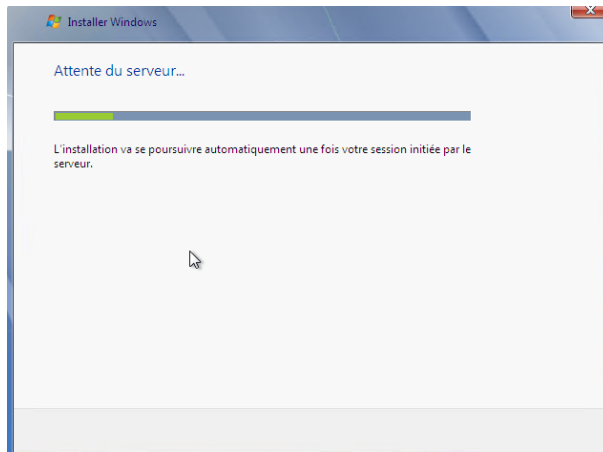 Installer Windows
Attente du serveur...
L'installation va se poursuivre automatiquement une fois votre session initiée par le
serveur.